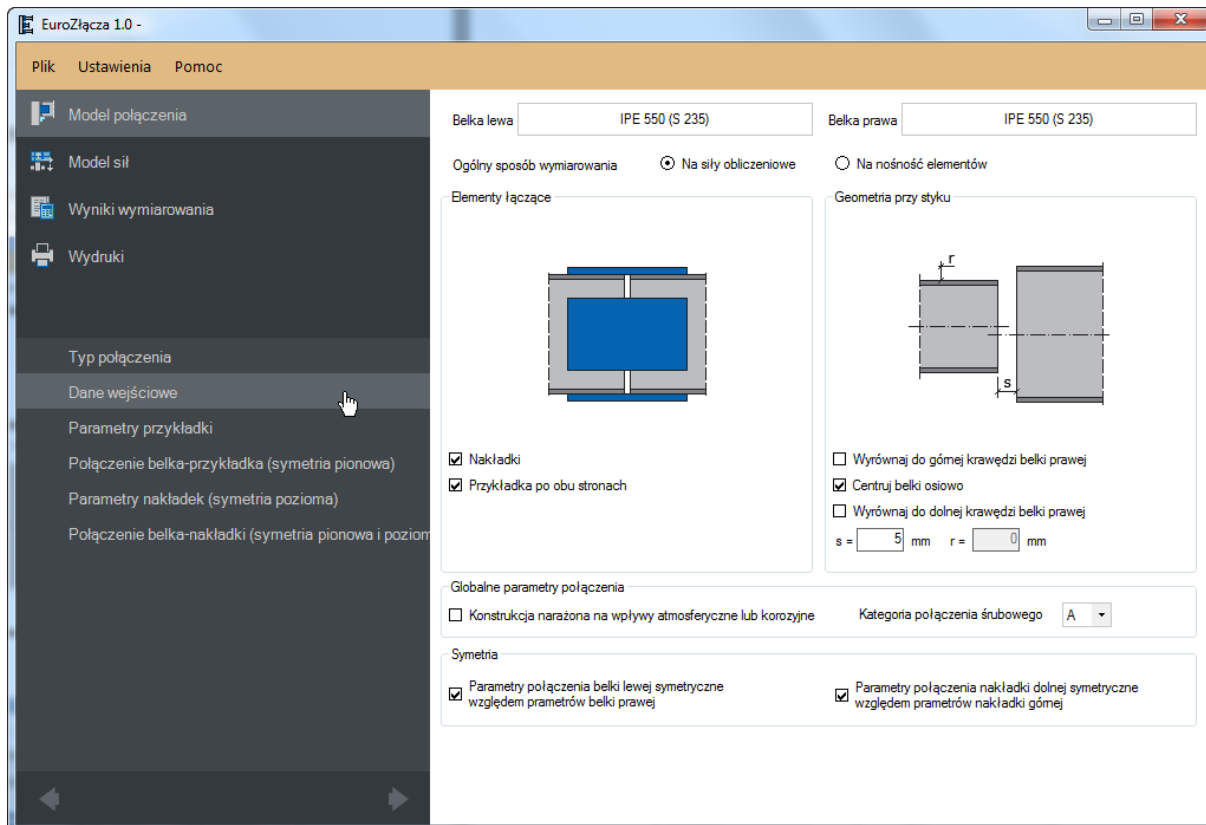 EuroZłącza 1.0 -
Plik Ustawienia Pomoc
Model połączenia
Model sił
Wyniki wymiarowania
Wydruki
Typ połączenia
Dane wejściowe
Parametry przykładki
Połączenie belka-przykładka (symetria pionowa)
Parametry nakładek (symetria pozioma)
Połączenie belka-nakładki (symetria pionowa i poziom
Belka lewa IPE 550 (S 235) Belka prawa IPE 550 (S 235)
Ogólny sposób wymiarowania Na siły obliczeniowe Na nośność elementów
Elementy łączące
Nakładki
Przykładka po obu stronach
Geometria przy styku
r
s
Wyrównaj do górnej krawędzi belki prawej
Centruj belki osiowo
Wyrównaj do dolnej krawędzi belki prawej
s = 5 mm r = 0 mm
Globalne parametry połączenia
Konstrukcja narażona na wpływy atmosferyczne lub korozyjne Kategoria połączenia śrubowego A
Symetria
Parametry połączenia belki lewej symetryczne
względem prametrów belki prawej
Parametry połączenia nakładki dolnej symetryczne
względem prametrów nakładki górnej